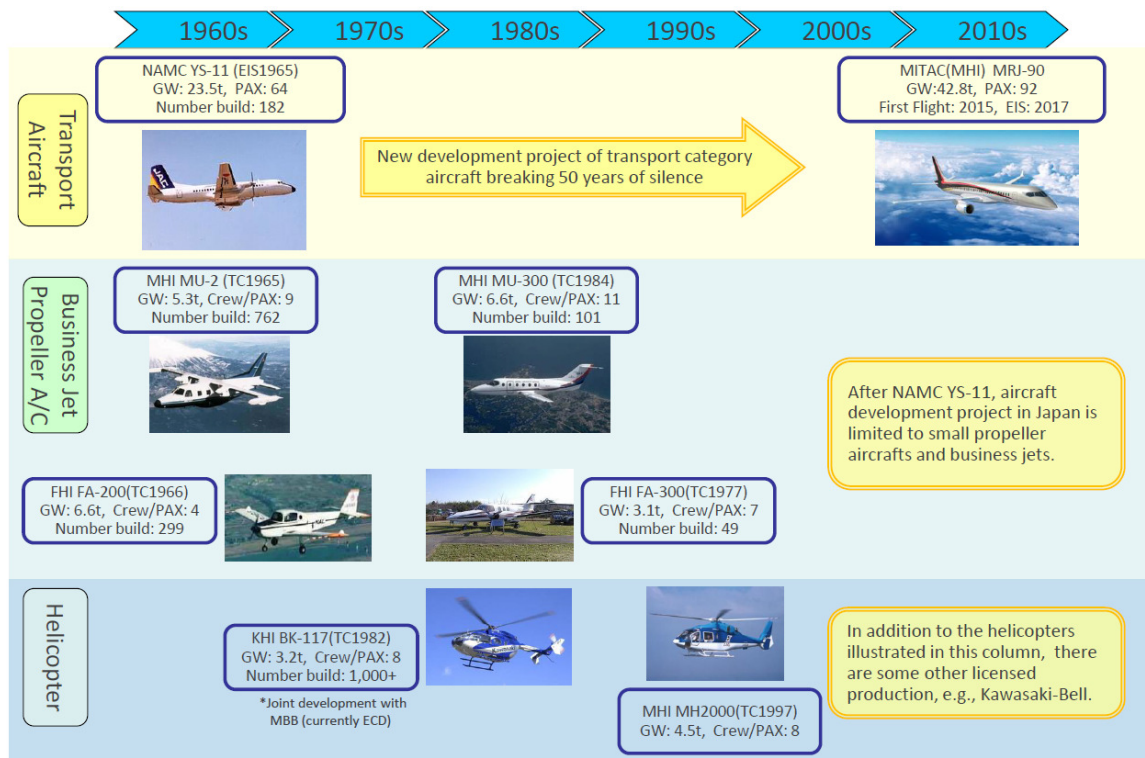 1960s
1970s
1980s
1990s
2000s
2010s
Transport
Aircraft
NAMC YS-11 (EIS1965)
GW: 23.5t, PAX: 64
Number build: 182
JAC
New development project of transport category
aircraft breaking 50 years of silence
MITAC(MHI) MRJ-90
GW:42.8t, PAX: 92
First Flight: 2015, EIS: 2017
Business Jet
Propeller A/C
MHI MU-2 (TC1965)
GW: 5.3t, Crew/PAX: 9
Number build: 762
MHI MU-300 (TC1984)
GW: 6.6t, Crew/PAX: 11
Number build: 101
After NAMC YS-11, aircraft
development project in Japan is
limited to small propeller
aircrafts and business jets.
FHI FA-200(TC1966)
GW: 6.6t, Crew/PAX: 4
Number build: 299
FHI FA-300(TC1977)
GW: 3.1t, Crew/PAX: 7
Number build: 49
Helicopter
KHI BK-117(TC1982)
GW: 3.2t, Crew/PAX: 8
Number build: 1,000+
*Joint development with
MBB (currently ECD)
MHI MH2000(TC1997)
GW: 4.5t, Crew/PAX: 8
In addition to the helicopters
illustrated in this column, there
are some other licensed
production, e.g., Kawasaki-Bell.